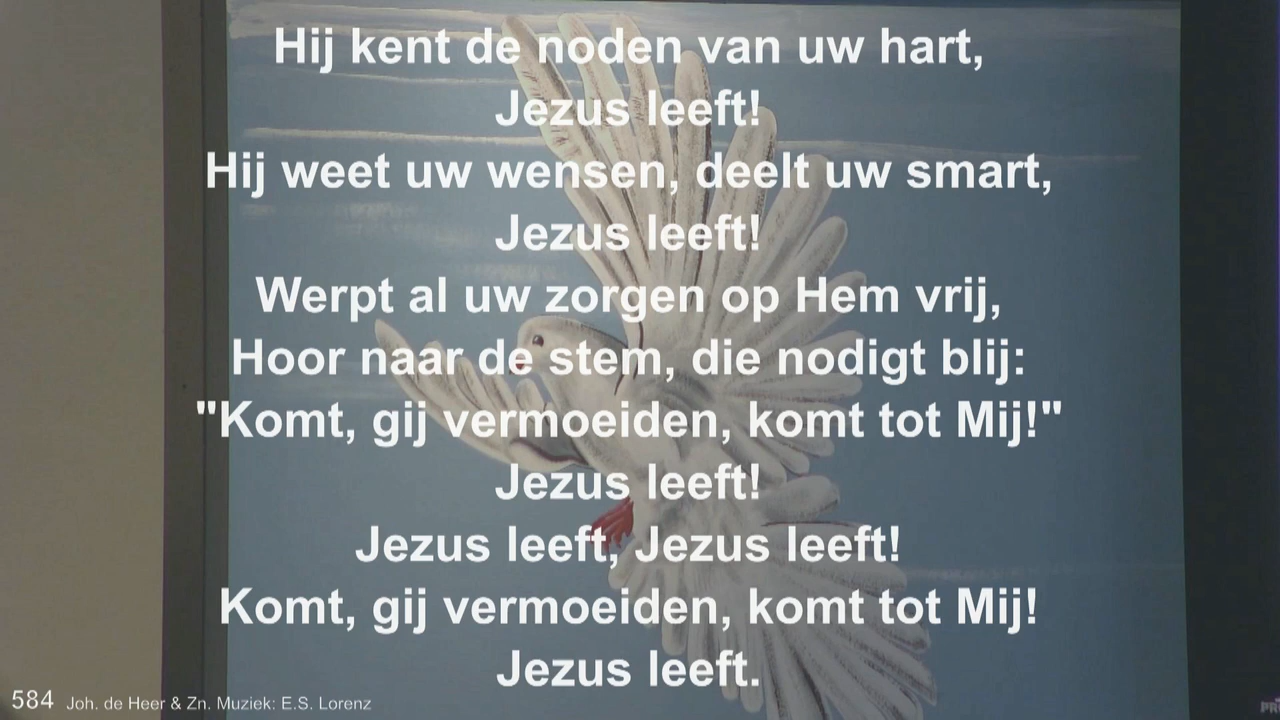 Hij kent de noden van uw hart,
Jezus leeft!
Hij weet uw wensen, deelt uw smart,
Jezus leeft!
Werpt al uw zorgen op Hem vrij,
Hoor naar de stem, die nodigt blij:
"Komt, gij vermoeiden, komt tot Mij!"
Jezus leeft!
Jezus leeft, Jezus leeft!
Komt, gij vermoeiden, komt tot Mij!
Jezus leeft.
584 Joh. de Heer & Zn. Muziek: E.S. Lorenz